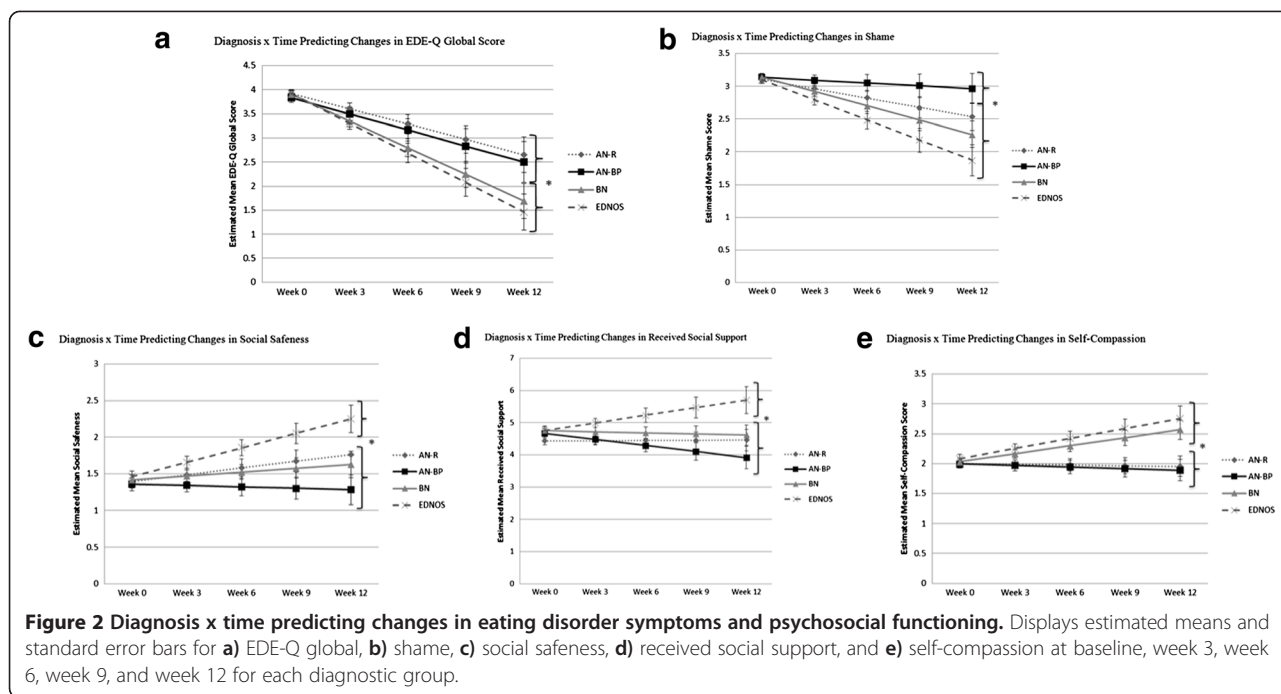 a
Diagnosis x Time Predicting Changes in EDE-Q Global Score
Estimated Mean EDE-Q Global Score
4.5
4
3.5
3
2.5
2
1.5
1
0.5
0
Week 0 Week 3 Week 6 Week 9 Week 12
*
AN-R
AN-BP
BN
EDNOS
b
Diagnosis x Time Predicting Changes in Shame
Estimated Mean Shame Score
3.5
3
2.5
2
1.5
1
0.5
0
Week 0 Week 3 Week 6 Week 9 Week 12
*
AN-R
AN-BP
BN
EDNOS
c
Diagnosis x Time Predicting Changes in Social Safeness
Estimated Mean Social Safeness
3
2.5
2
1.5
1
0.5
0
Week 0 Week 3 Week 6 Week 9 Week 12
*
AN-R
AN-BP
BN
EDNOS
d
Diagnosis x Time Predicting Changes in Received Social Support
Estimated Mean Received Social Support
7
6
5
4
3
2
1
0
Week 0 Week 3 Week 6 Week 9 Week 12
*
AN-R
AN-BP
BN
EDNOS
e
Diagnosis x Time Predicting Changes in Self-Compassion
Estimated Mean Self-Compassion Score
3.5
3
2.5
2
1.5
1
0.5
0
Week 0 Week 3 Week 6 Week 9 Week 12
*
AN-R
AN-BP
BN
EDNOS
Figure 2 Diagnosis x time predicting changes in eating disorder symptoms and psychosocial functioning. Displays estimated means and
standard error bars for a) EDE-Q global, b) shame, c) social safeness, d) received social support, and e) self-compassion at baseline, week 3, week
6, week 9, and week 12 for each diagnostic group.